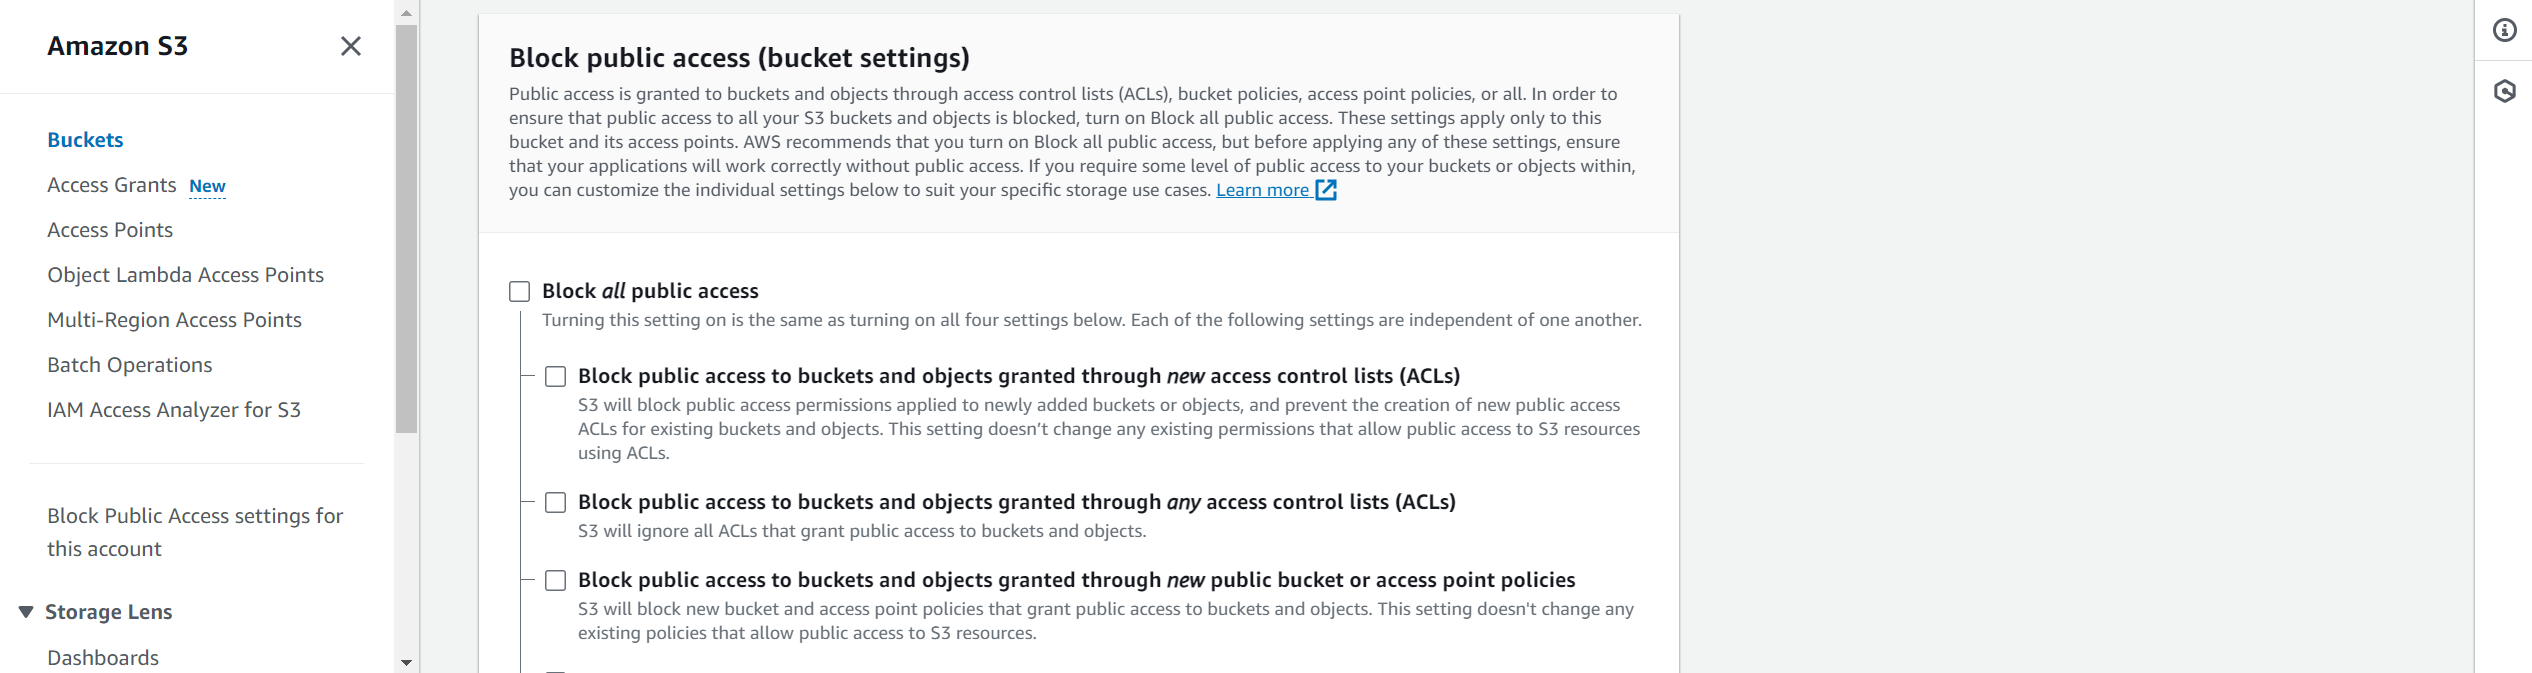 Amazon S3
Buckets
Access Grants New
Access Points
Object Lambda Access Points
Multi-Region Access Points
Batch Operations
IAM Access Analyzer for S3
Block Public Access settings for
this account
Storage Lens
Dashboards
Block public access (bucket settings)
Public access is granted to buckets and objects through access control lists (ACLs), bucket policies, access point policies, or all. In order to
ensure that public access to all your S3 buckets and objects is blocked, turn on Block all public access. These settings apply only to this
bucket and its access points. AWS recommends that you turn on Block all public access, but before applying any of these settings, ensure
that your applications will work correctly without public access. If you require some level of public access to your buckets or objects within,
you can customize the individual settings below to suit your specific storage use cases. Learn more
Block all public access
Turning this setting on is the same as turning on all four settings below. Each of the following settings are independent of one another.
Block public access to buckets and objects granted through new access control lists (ACLs)
S3 will block public access permissions applied to newly added buckets or objects, and prevent the creation of new public access
ACLs for existing buckets and objects. This setting doesn’t change any existing permissions that allow public access to S3 resources
using ACLs.
Block public access to buckets and objects granted through any access control lists (ACLs)
S3 will ignore all ACLs that grant public access to buckets and objects.
Block public access to buckets and objects granted through new public bucket or access point policies
S3 will block new bucket and access point policies that grant public access to buckets and objects. This setting doesn't change any
existing policies that allow public access to S3 resources.